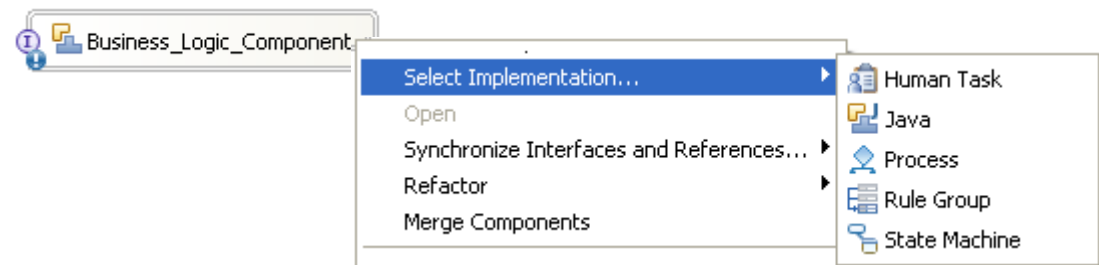 Business_Logic_Component
Select Implementation...
Open
Synchronize Interfaces and References...
Refactor
Merge Components
Human Task
Java
Process
Rule Group
State Machine